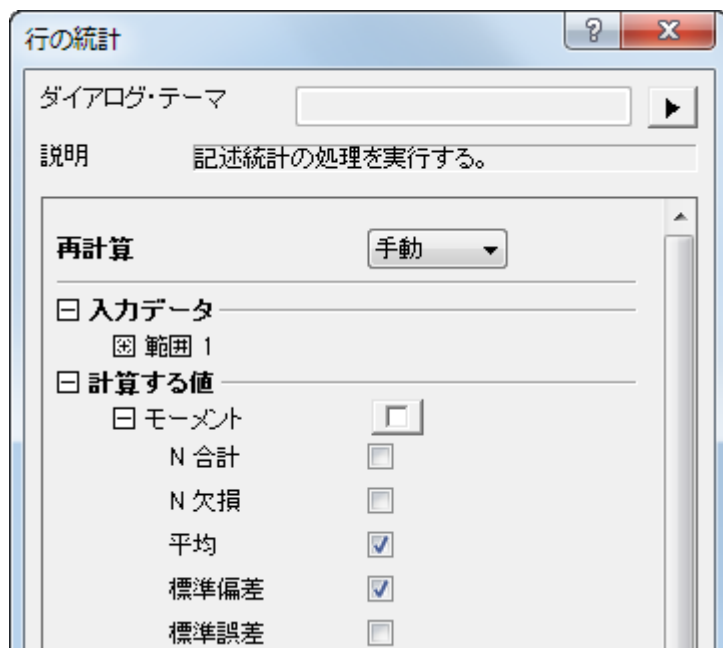 行の統計
ダイアログ・テーマ
説明 記述統計の処理を実行する。
再計算 手動
入力データ
範囲 1
計算する値
モーメント
N 合計
N 欠損
平均
標準偏差
標準誤差